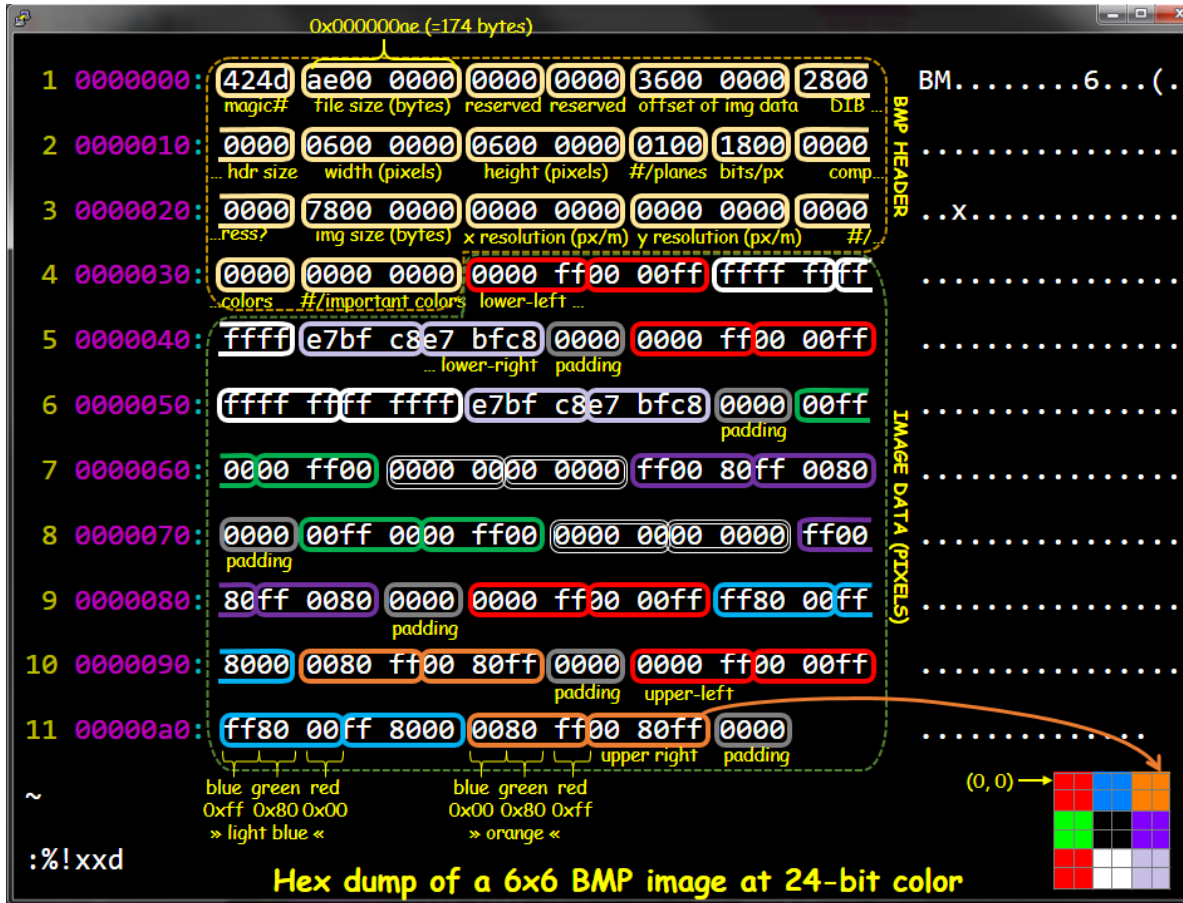 0x000000ae (=174 bytes)
1 0000000: 424d ae00 0000 0000 0000 3600 0000 2800 BM........6...(.
magic# file size (bytes) reserved reserved offset of img data DIB ...
2 0000010: 0000 0600 0000 0600 0000 0100 1800 0000 ................
... hdr size width (pixels) height (pixels) #/planes bits/px comp...
3 0000020: 0000 7800 0000 0000 0000 0000 0000 0000 ..x.............
...ress? img size (bytes) x resolution (px/m) y resolution (px/m) #/...
BMP HEADER
4 0000030: 0000 0000 0000 0000 ff00 00ff ffff ffff ................
...colors #/important colors lower-left ...
5 0000040: ffff e7bf c8e7 bfc8 0000 0000 ff00 00ff ................
... lower-right padding
6 0000050: ffff ffff ffff e7bf c8e7 bfc8 0000 00ff ................
padding
7 0000060: 0000 ff00 0000 0000 0000 ff00 80ff 0080 ................
IMAGE DATA (PIXELS)
8 0000070: 0000 00ff 0000 ff00 0000 0000 0000 ff00 ................
padding
9 0000080: 80ff 0080 0000 0000 ff00 00ff ff80 00ff ................
padding
10 0000090: 8000 0080 ff00 80ff 0000 0000 ff00 00ff ................
padding upper-left
11 00000a0: ff80 00ff 8000 0080 ff00 80ff 0000 ..............
upper right padding
blue green red blue green red
0xff 0x80 0x00 0x00 0x80 0xff
» light blue « » orange «
(0, 0)
~
:%!xxd
Hex dump of a 6x6 BMP image at 24-bit color